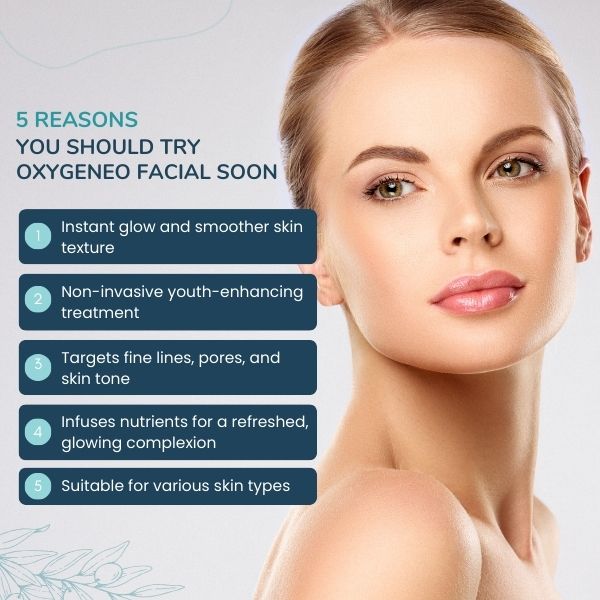 5 REASONS
YOU SHOULD TRY
OXYGENEO FACIAL SOON
1 Instant glow and smoother skin
texture
2 Non-invasive youth-enhancing
treatment
3 Targets fine lines, pores, and
skin tone
4 Infuses nutrients for a refreshed,
glowing complexion
5 Suitable for various skin types